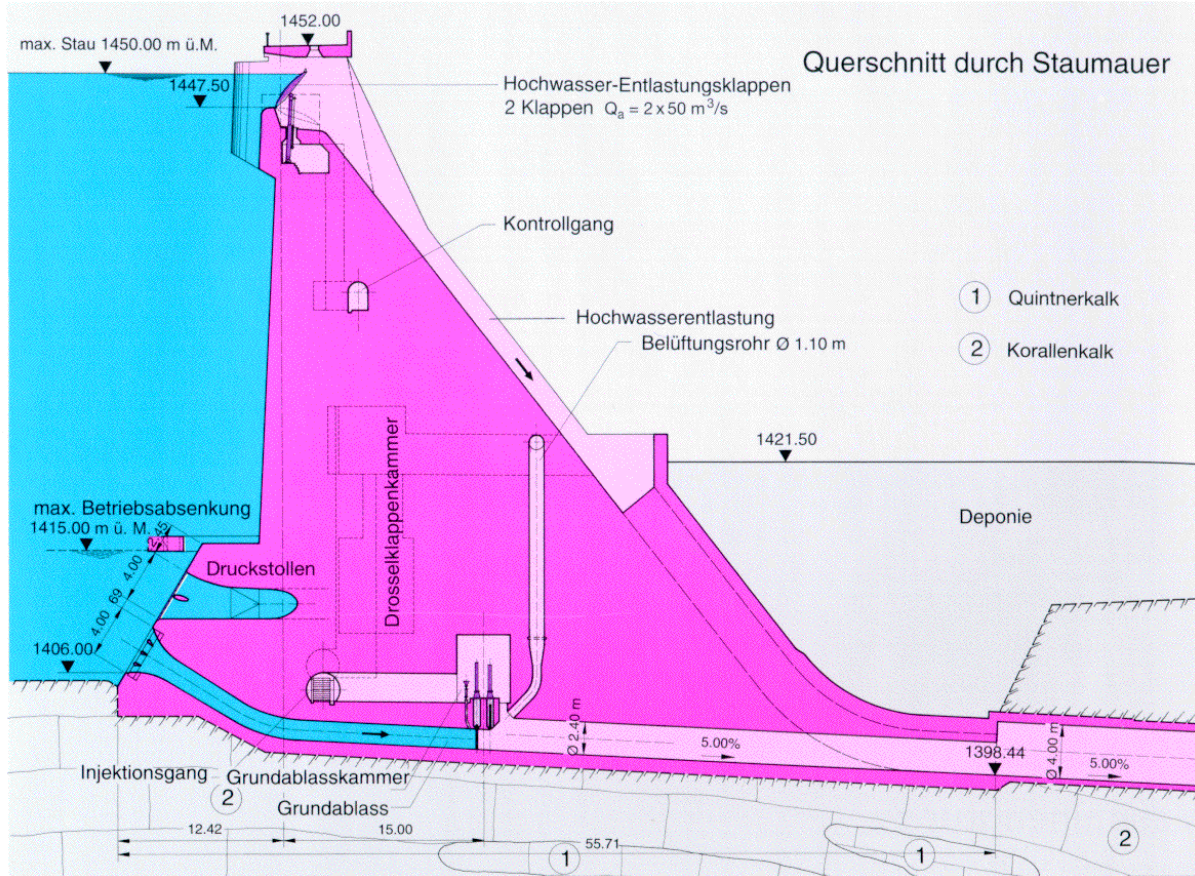 Querschnitt durch Staumauer
1452.00
max. Stau 1450.00 m ü.M.
1447.50
Hochwasser-Entlastungsklappen
2 Klappen Qa = 2 x 50 m³/s
Kontrollgang
1 Quintnerkalk
2 Korallenkalk
Hochwasserentlastung
Belüftungsrohr Ø 1.10 m
1421.50
Deponie
Drosselklappenkammer
max. Betriebsabsenkung
1415.00 m ü. M.
2.45
4.00
69
4.00
Druckstollen
1406.00
Ø 2.40 m
5.00%
1398.44
Ø 4.00 m
5.00%
Injektionsgang
Grundablasskammer
Grundablass
2
12.42
15.00
55.71
1
1
2